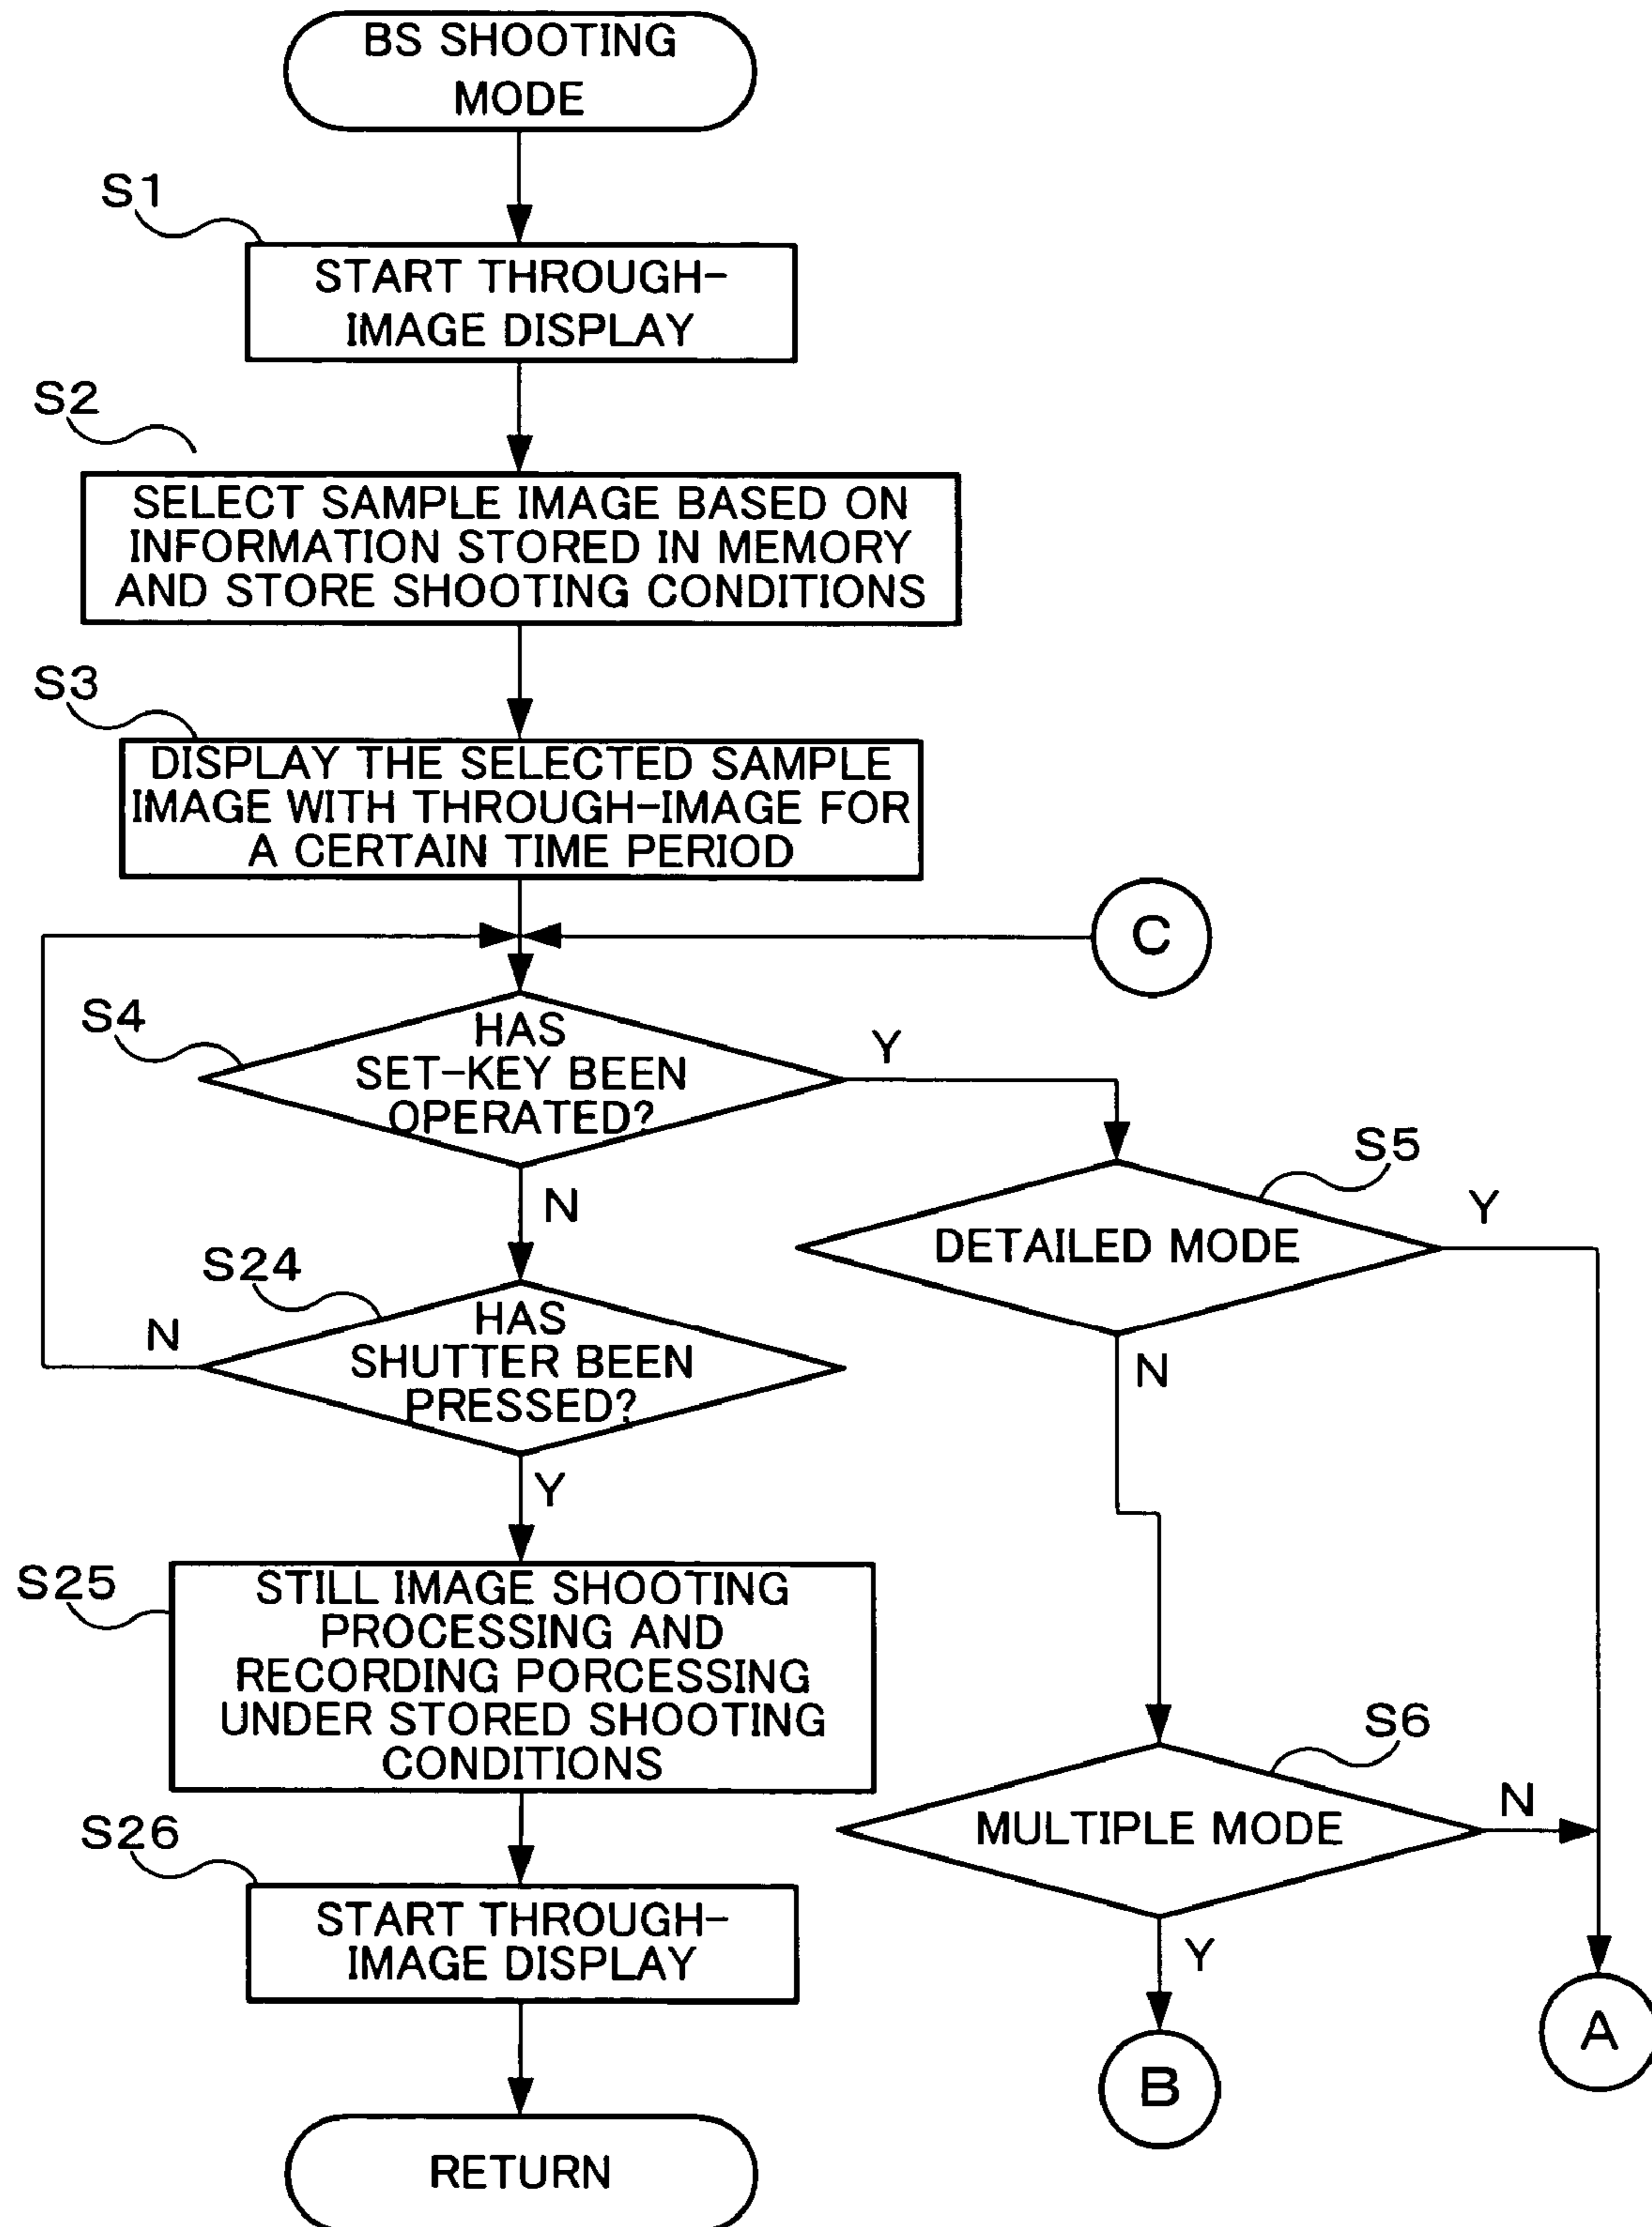 BS SHOOTING
MODE
S1
START THROUGH-
IMAGE DISPLAY
S2
SELECT SAMPLE IMAGE BASED ON
INFORMATION STORED IN MEMORY
AND STORE SHOOTING CONDITIONS
S3
DISPLAY THE SELECTED SAMPLE
IMAGE WITH THROUGH-IMAGE FOR
A CERTAIN TIME PERIOD
C
S4
HAS
SET-KEY BEEN
OPERATED?
Y
N
S5
DETAILED MODE
Y
N
S24
HAS
SHUTTER BEEN
PRESSED?
N
Y
S25
STILL IMAGE SHOOTING
PROCESSING AND
RECORDING PORCESSING
UNDER STORED SHOOTING
CONDITIONS
S6
MULTIPLE MODE
N
Y
S26
START THROUGH-
IMAGE DISPLAY
A
B
RETURN